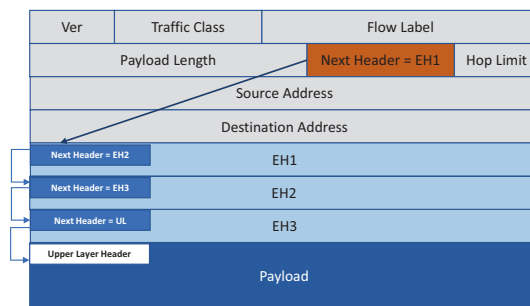 Ver Traffic Class Flow Label
Payload Length Next Header = EH1 Hop Limit
Source Address
Destination Address
Next Header = EH2 EH1
Next Header = EH3 EH2
Next Header = UL EH3
Upper Layer Header
Payload